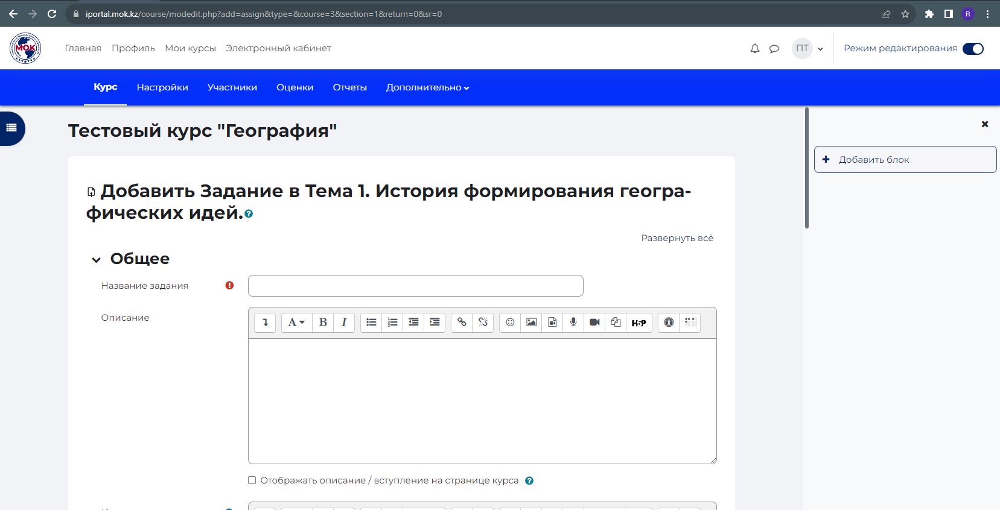 iportal.mok.kz/course/modedit.php?add=assign&type=&course=3&section=1&return=0&sr=0
R
МОК
Главная Профиль Мои курсы Электронный кабинет
ПТ
Режим редактирования
Курс Настройки Участники Оценки Отчеты Дополнительно
Тестовый курс "География"
Добавить блок
Добавить Задание в Тема 1. История формирования геогра-
фических идей.
Развернуть всё
Общее
Название задания
Описание
A B I
H5P
Отображать описание / вступление на странице курса